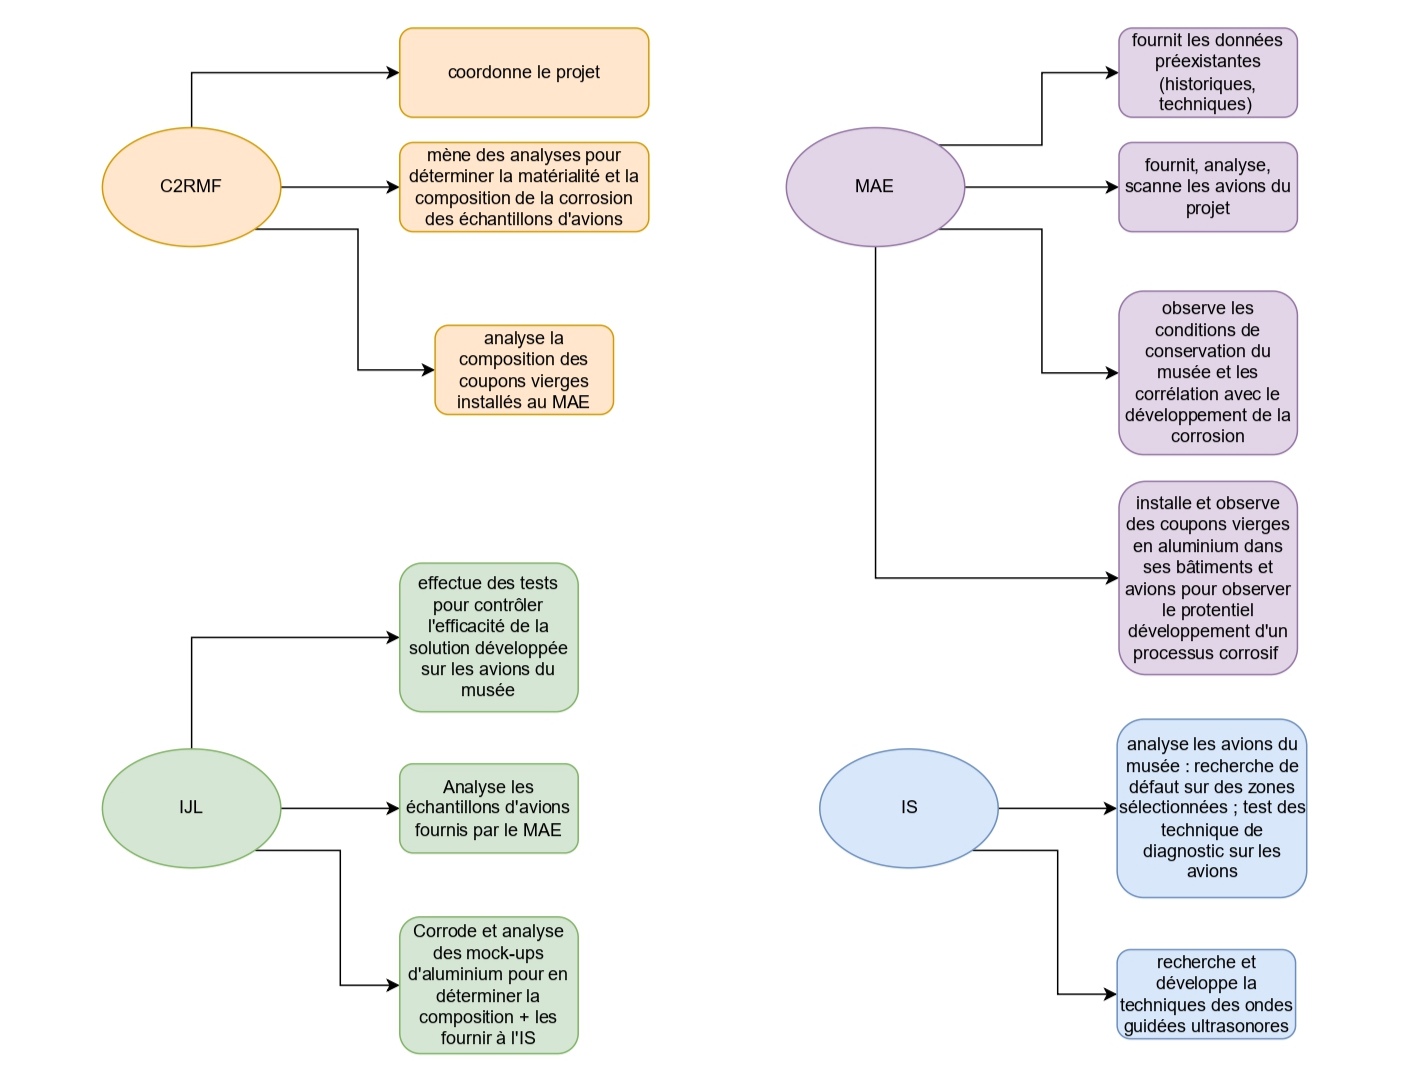 C2RMF
coordonne le projet
mène des analyses pour
déterminer la matérialité et la
composition de la corrosion
des échantillons d'avions
analyse la
composition des
coupons vierges
installés au MAE
MAE
fournit les données
préexistantes
(historiques,
techniques)
fournit, analyse,
scanne les avions du
projet
observe les
conditions de
conservation du
musée et les
corrélation avec le
développement de la
corrosion
installe et observe
des coupons vierges
en aluminium dans
ses bâtiments et
avions pour observer
le protentiel
développement d'un
processus corrosif
IJL
effectue des tests
pour contrôler
l'efficacité de la
solution développée
sur les avions du
musée
Analyse les
échantillons d'avions
fournis par le MAE
Corrode et analyse
des mock-ups
d'aluminium pour en
déterminer la
composition + les
fournir à l'IS
IS
analyse les avions du
musée : recherche de
défaut sur des zones
sélectionnées ; test des
technique de
diagnostic sur les
avions
recherche et
développe la
techniques des ondes
guidées ultrasonores